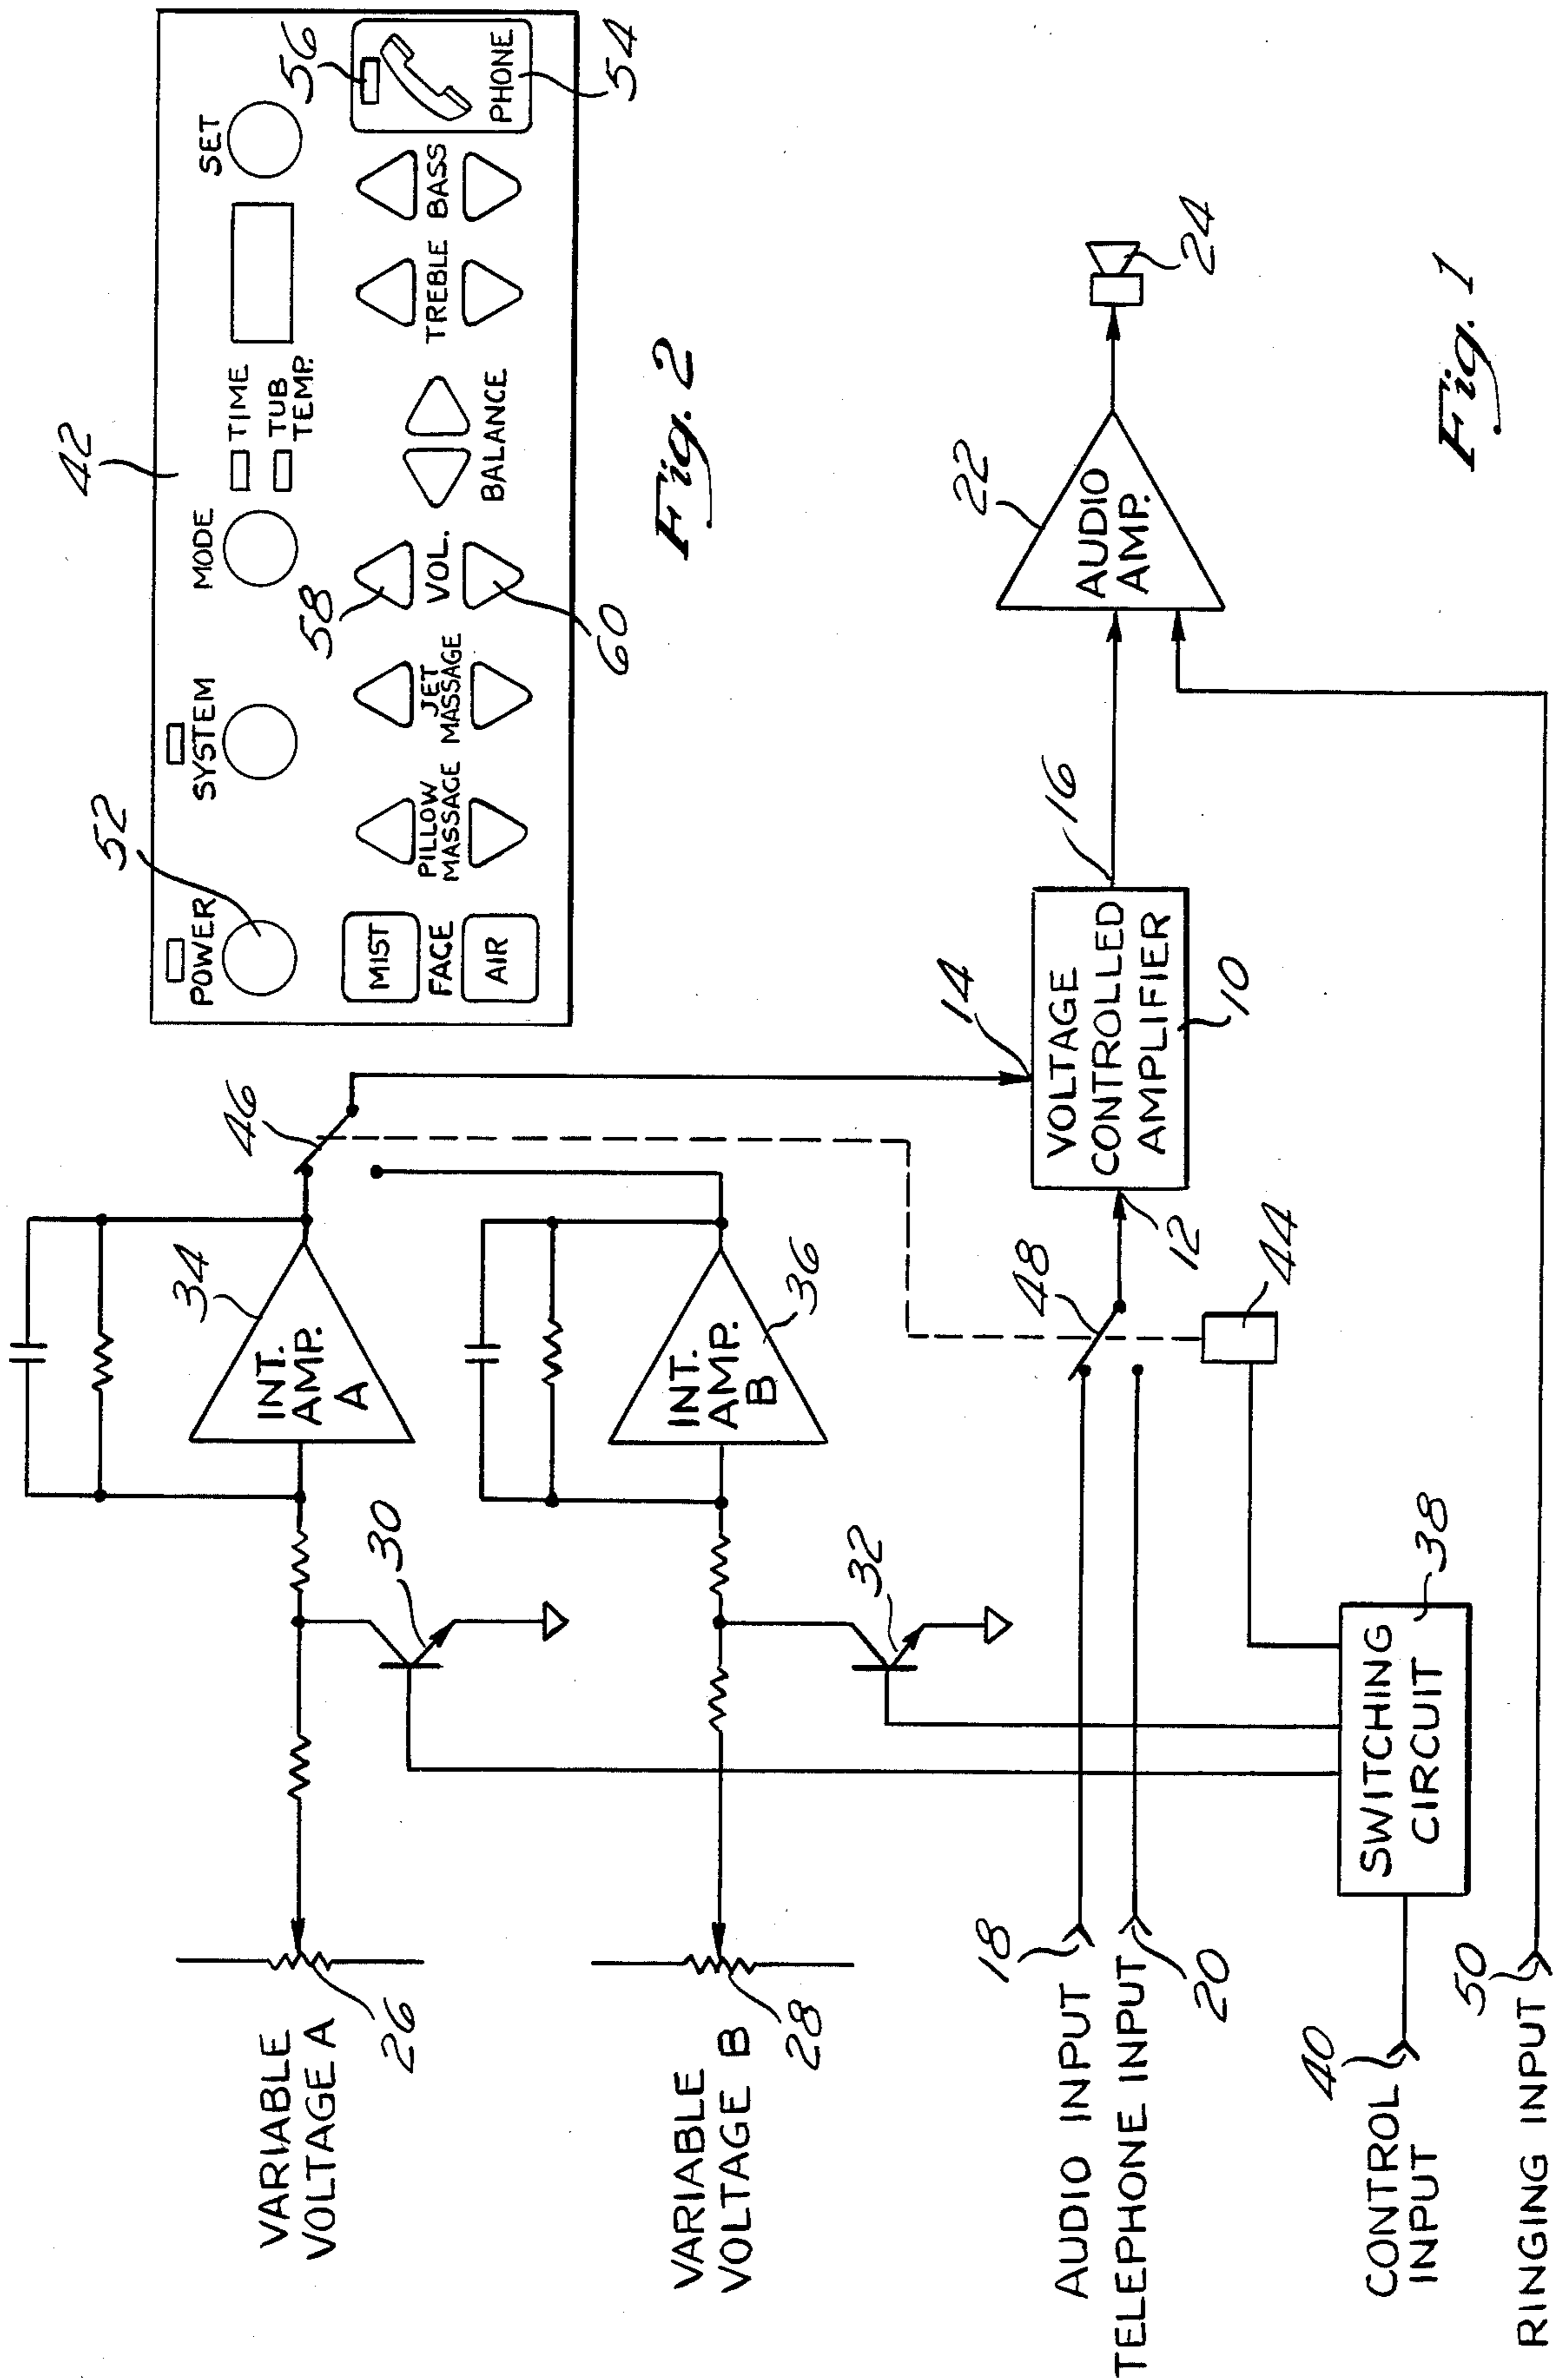 42
52
POWER
SYSTEM
MODE
TIME
TUB
TEMP.
SET
56
58
MIST
FACE
AIR
PILLOW
MASSAGE
JET
MASSAGE
VOL.
BALANCE
TREBLE
BASS
PHONE
60
54
Fig. 2
VARIABLE
VOLTAGE A
26
30
34
INT.
AMP.
A
46
VARIABLE
VOLTAGE B
28
32
36
INT.
AMP.
B
14
AUDIO INPUT
18
TELEPHONE INPUT
20
48
12
44
VOLTAGE
CONTROLLED
AMPLIFIER
10
16
22
AUDIO
AMP.
24
CONTROL
INPUT
40
SWITCHING
CIRCUIT
38
RINGING INPUT
50
Fig. 1